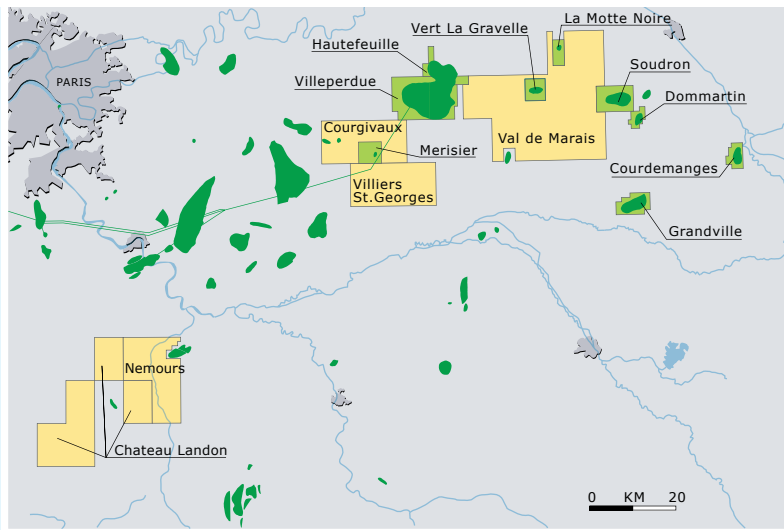 La Motte Noire
Vert La Gravelle
Hautefeuille
Soudron
PARIS
Villeperdue
Dommartin
Courgivaux
Val de Marais
Merisier
Courdemanges
Villiers
St.Georges
Grandville
Nemours
Chateau Landon
0 KM 20